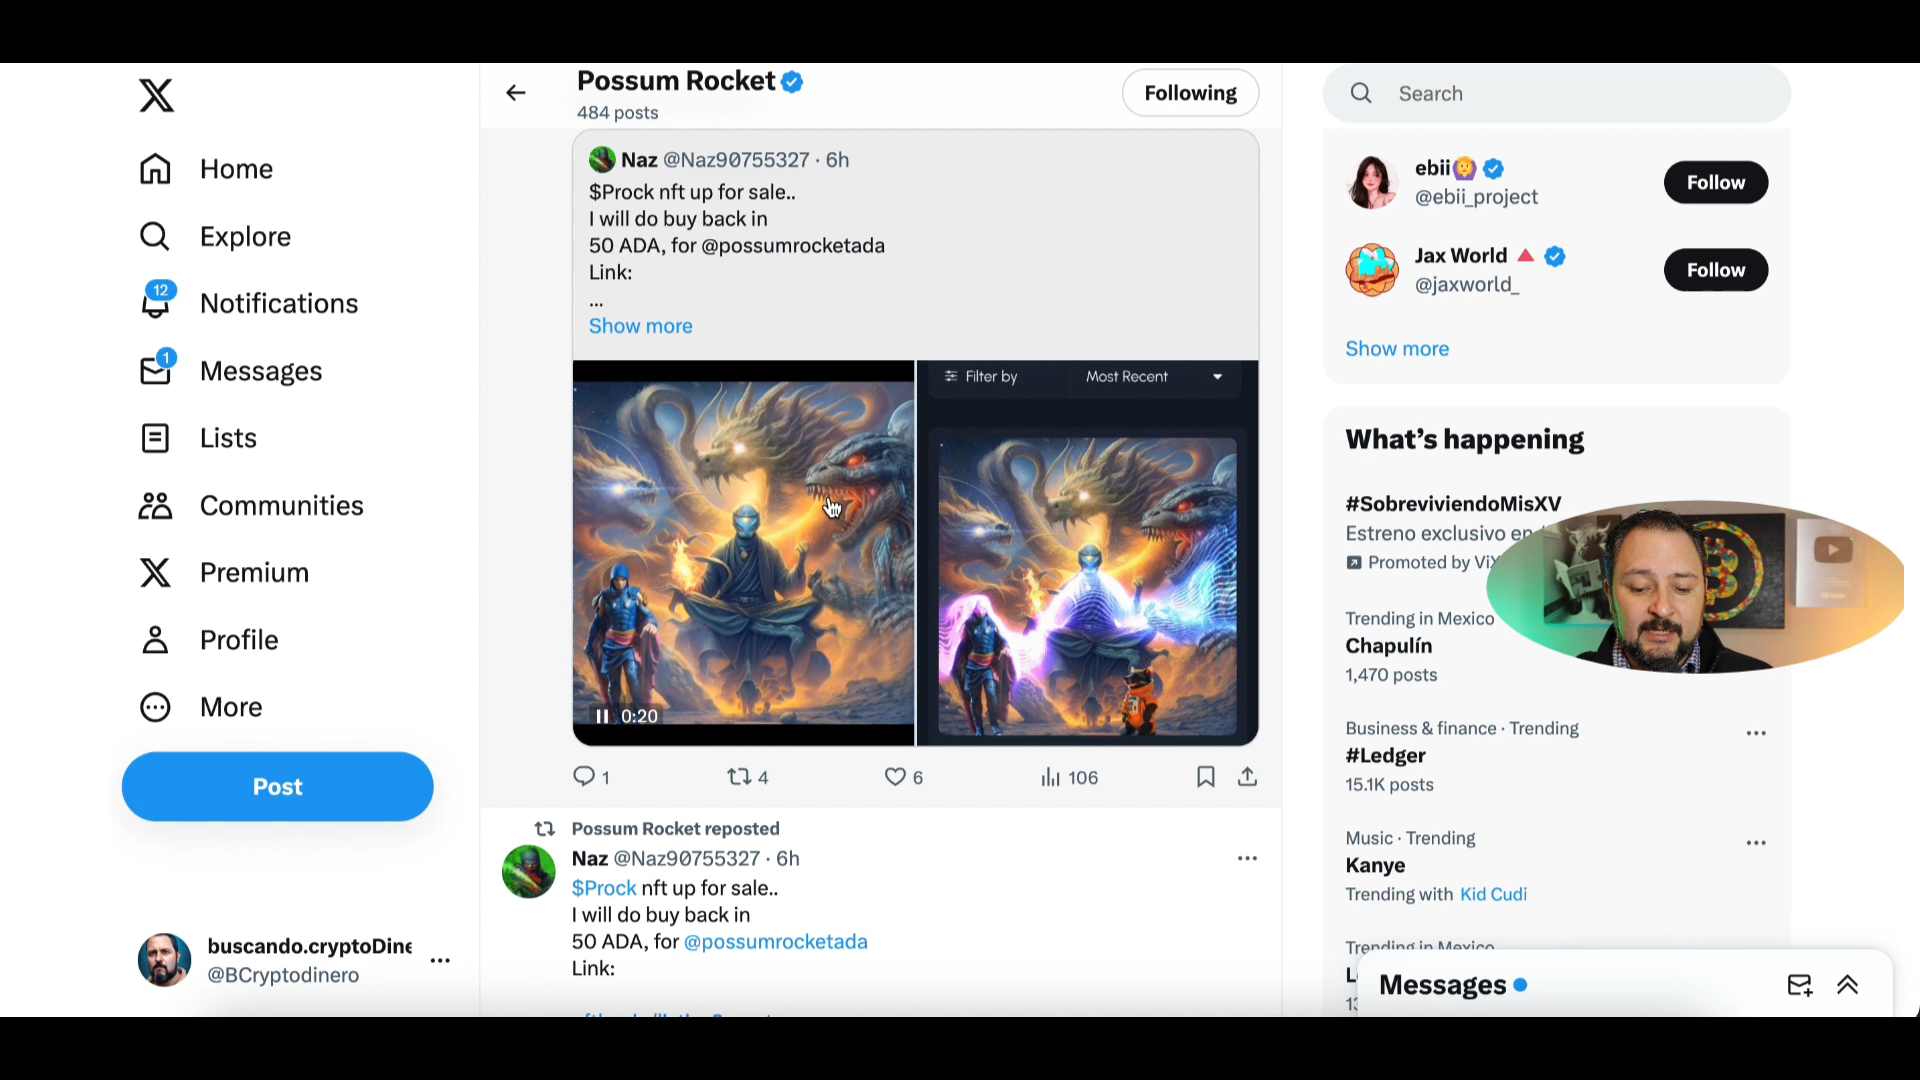 Home
Explore
12
Notifications
1
Messages
Lists
Communities
Premium
Profile
More
Post
buscando.cryptoDine
@BCryptodinero
Possum Rocket
484 posts
Following
Naz @Naz90755327 · 6h
$Prock nft up for sale..
I will do buy back in
50 ADA, for @possumrocketada
Link:
...
Show more
0:20
Filter by
Most Recent
1
4
6
106
Possum Rocket reposted
Naz @Naz90755327 · 6h
$Prock nft up for sale..
I will do buy back in
50 ADA, for @possumrocketada
Link:
Search
ebii
@ebii_project
Follow
Jax World
@jaxworld_
Follow
Show more
What’s happening
#SobreviviendoMisXV
Estreno exclusivo en
Promoted by ViX
Trending in Mexico
Chapulín
1,470 posts
Business & finance · Trending
#Ledger
15.1K posts
Music · Trending
Kanye
Trending with Kid Cudi
Trending in Mexico
Messages